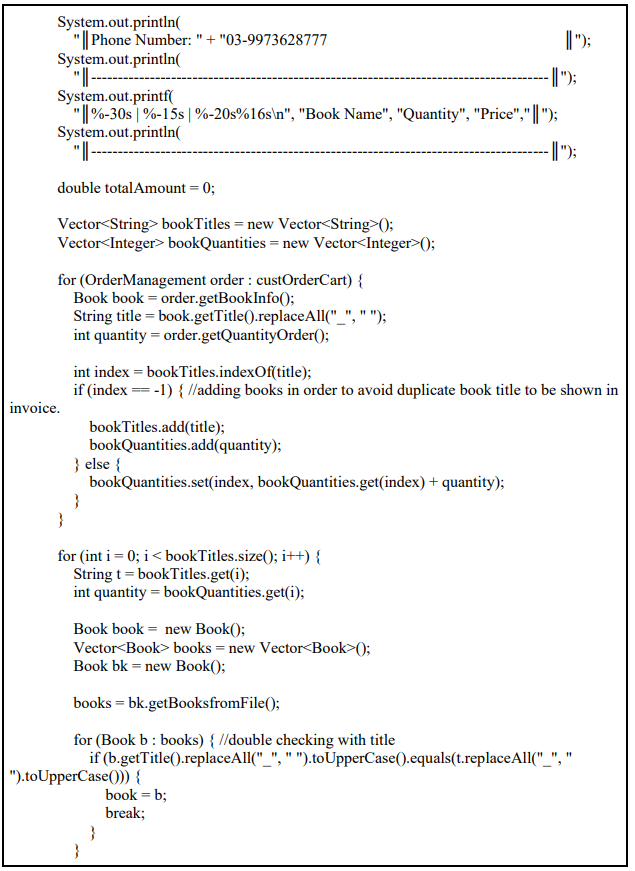 System.out.println(
"║Phone Number: " + "03-9973628777                                                            ║");
System.out.println(
"║--------------------------------------------------------------------------------------║");
System.out.printf(
"║%-30s | %-15s | %-20s%16s\n", "Book Name", "Quantity", "Price","║");
System.out.println(
"║--------------------------------------------------------------------------------------║");
double totalAmount = 0;
Vector<String> bookTitles = new Vector<String>();
Vector<Integer> bookQuantities = new Vector<Integer>();
for (OrderManagement order : custOrderCart) {
Book book = order.getBookInfo();
String title = book.getTitle().replaceAll("_", " ");
int quantity = order.getQuantityOrder();
int index = bookTitles.indexOf(title);
if (index == -1) { //adding books in order to avoid duplicate book title to be shown in
invoice.
bookTitles.add(title);
bookQuantities.add(quantity);
} else {
bookQuantities.set(index, bookQuantities.get(index) + quantity);
}
}
for (int i = 0; i < bookTitles.size(); i++) {
String t = bookTitles.get(i);
int quantity = bookQuantities.get(i);
Book book =  new Book();
Vector<Book> books = new Vector<Book>();
Book bk = new Book();
books = bk.getBooksfromFile();
for (Book b : books) { //double checking with title
if (b.getTitle().replaceAll("_", " ").toUpperCase().equals(t.replaceAll("_", "
").toUpperCase())) {
book = b;
break;
}
}